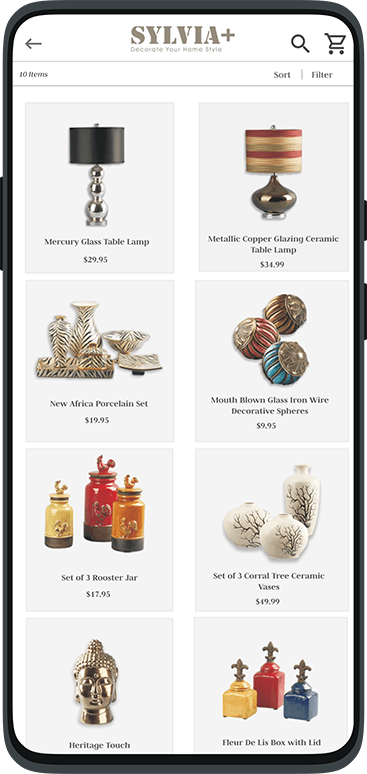 SYLVIA+
Decorate Your Home Style
10 Items
Sort | Filter
Mercury Glass Table Lamp
$29.95
Metallic Copper Glazing Ceramic
Table Lamp
$34.99
New Africa Porcelain Set
$19.95
Mouth Blown Glass Iron Wire
Decorative Spheres
$9.95
Set of 3 Rooster Jar
$17.95
Set of 3 Corral Tree Ceramic
Vases
$49.99
Heritage Touch
Fleur De Lis Box with Lid